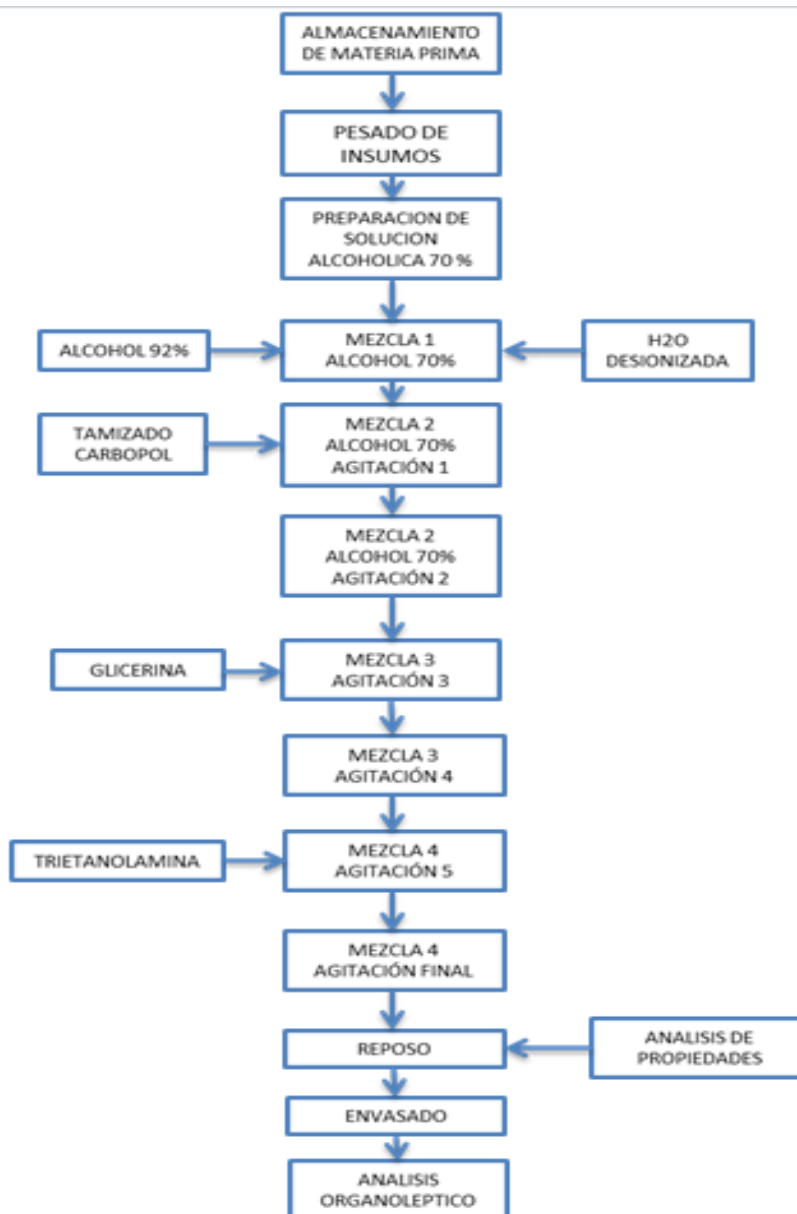 ALMACENAMIENTO
DE MATERIA PRIMA
PESADO DE
INSUMOS
PREPARACION DE
SOLUCION
ALCOHOLICA 70 %
ALCOHOL 92%
MEZCLA 1
ALCOHOL 70%
H2O
DESIONIZADA
TAMIZADO
CARBOPOL
MEZCLA 2
ALCOHOL 70%
AGITACIÓN 1
MEZCLA 2
ALCOHOL 70%
AGITACIÓN 2
GLICERINA
MEZCLA 3
AGITACIÓN 3
MEZCLA 3
AGITACIÓN 4
TRIETANOLAMINA
MEZCLA 4
AGITACIÓN 5
MEZCLA 4
AGITACIÓN FINAL
REPOSO
ANALISIS DE
PROPIEDADES
ENVASADO
ANALISIS
ORGANOLEPTICO